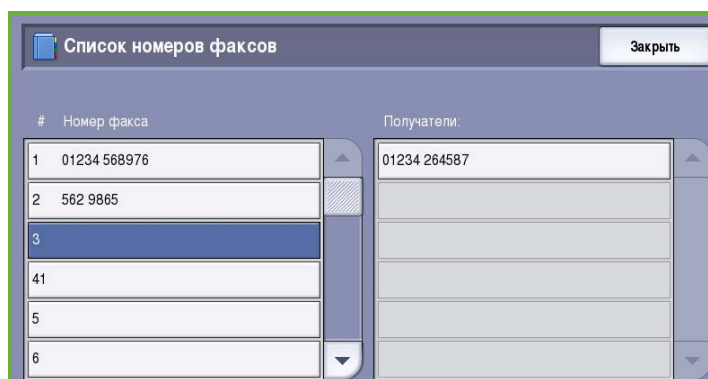 Список номеров факсов
Закрыть
# Номер факса
Получатели:
1 01234 568976
01234 264587
2 562 9865
3
41
5
6